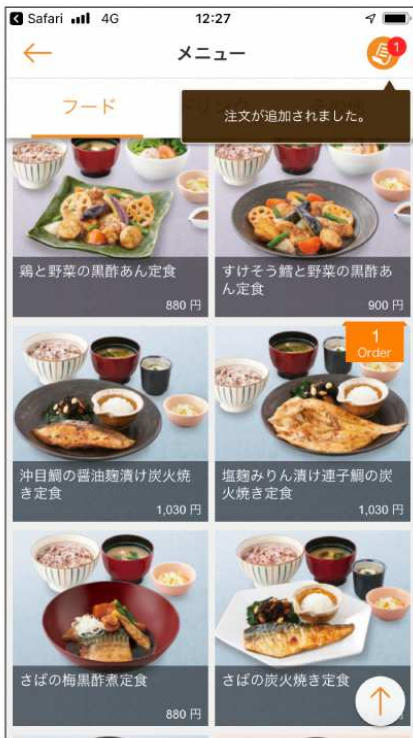 Safari 4G 12:27
メニュー
1
フード
注文が追加されました。
鶏と野菜の黒酢あん定食
880 円
すけそう鱈と野菜の黒酢あ
ん定食
900 円
1
Order
沖目鯛の醤油麹漬け炭火焼
き定食
1,030 円
塩麹みりん漬け連子鯛の炭
火焼き定食
1,030 円
さばの梅黒酢煮定食
880 円
さばの炭火焼き定食